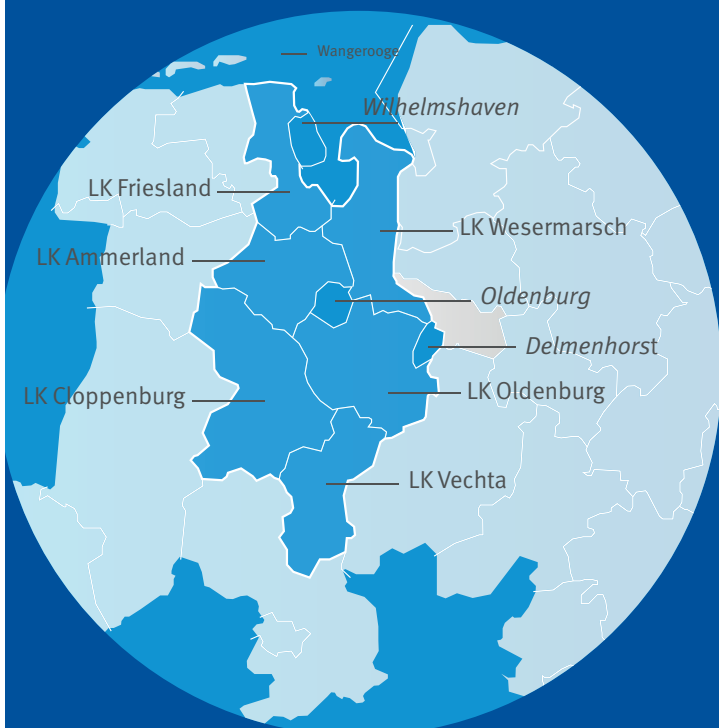 Wangerooge
Wilhelmshaven
LK Friesland
LK Wesermarsch
LK Ammerland
Oldenburg
Delmenhorst
LK Cloppenburg
LK Oldenburg
LK Vechta